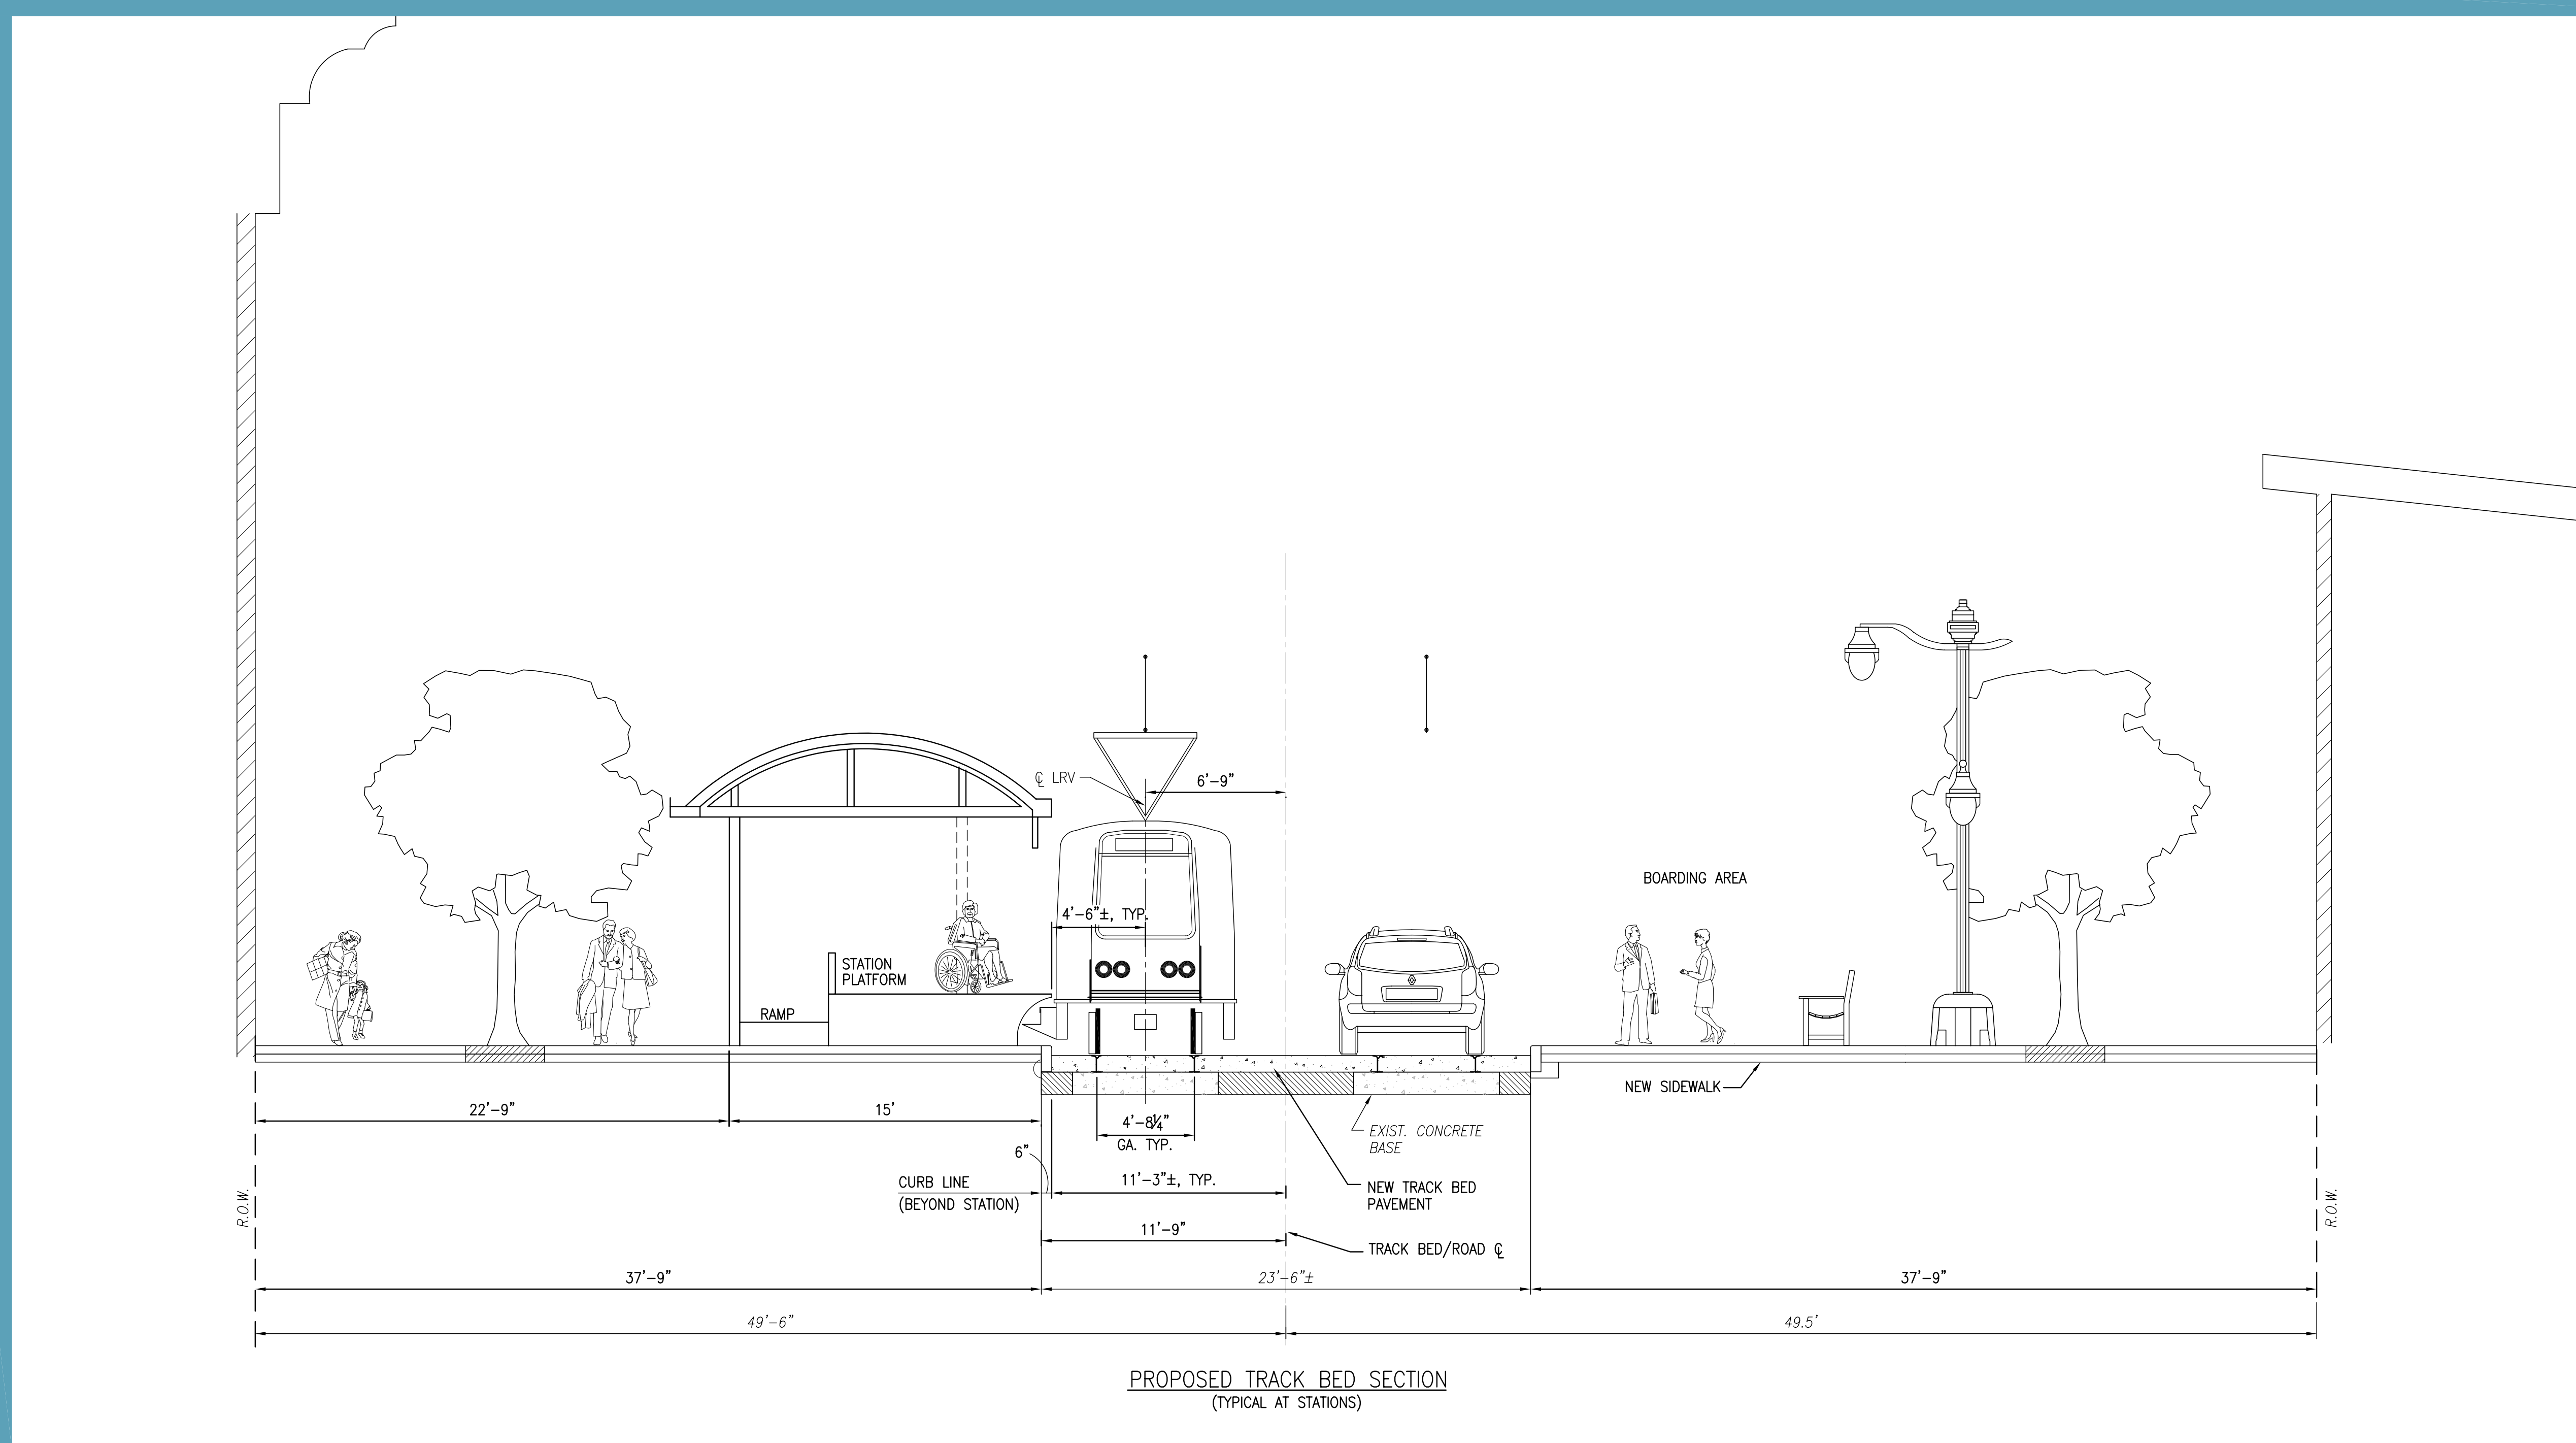 ℄ LRV
6'-9"
BOARDING AREA
4'-6"±, TYP.
STATION
PLATFORM
RAMP
NEW SIDEWALK
22'-9"
15'
4'-8¼"
GA. TYP.
EXIST. CONCRETE
BASE
6"
CURB LINE
(BEYOND STATION)
11'-3"±, TYP.
NEW TRACK BED
PAVEMENT
R.O.W.
R.O.W.
11'-9"
TRACK BED/ROAD ℄
37'-9"
23'-6"±
37'-9"
49'-6"
49.5'
PROPOSED TRACK BED SECTION
(TYPICAL AT STATIONS)